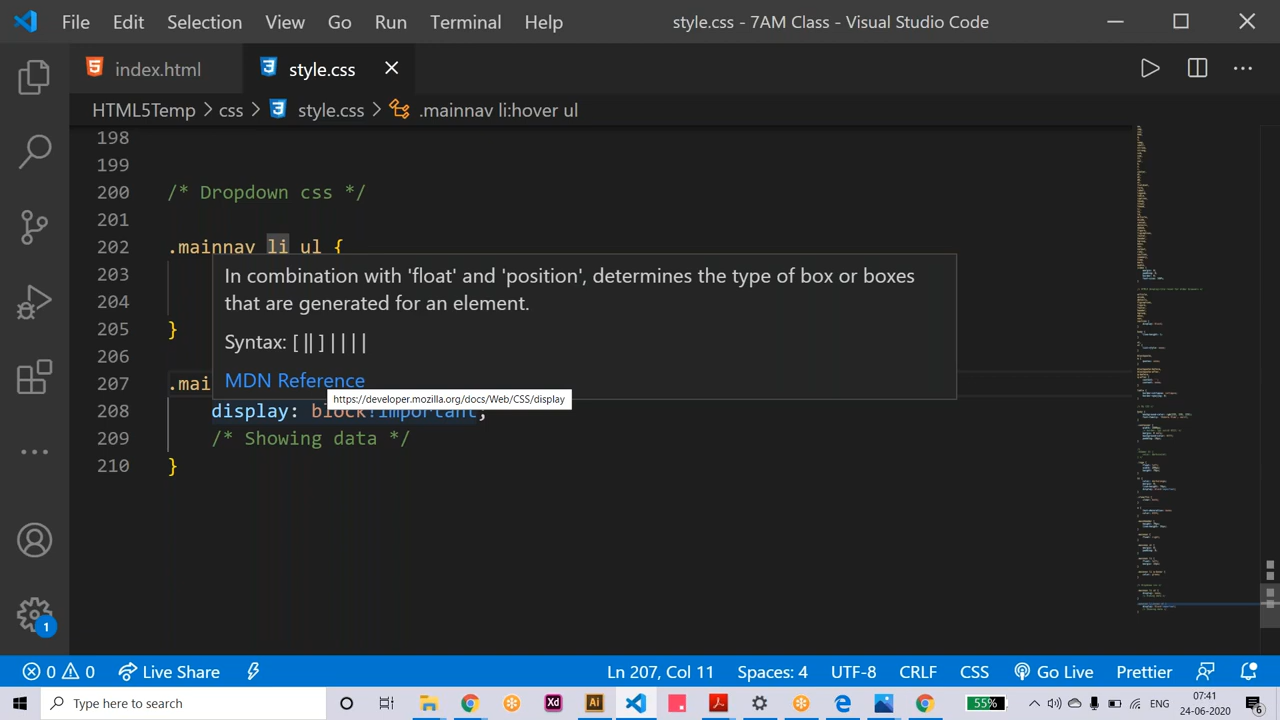 File Edit Selection View Go Run Terminal Help style.css - 7AM Class - Visual Studio Code
index.html style.css
HTML5Temp > css > style.css > .mainnav li:hover ul
198
199
200 /* Dropdown css */
201
202 .mainnav li ul {
203 In combination with 'float' and 'position', determines the type of box or boxes
204 that are generated for an element.
205 }
Syntax: [ || ] | | | |
206
207 .mai MDN Reference
https://developer.mozilla.org/docs/Web/CSS/display
208 display: block!important;
209 /* Showing data */
210 }
1
0 0 Live Share Ln 207, Col 11 Spaces: 4 UTF-8 CRLF CSS Go Live Prettier
Type here to search 55% ENG 07:41
24-06-2020 6